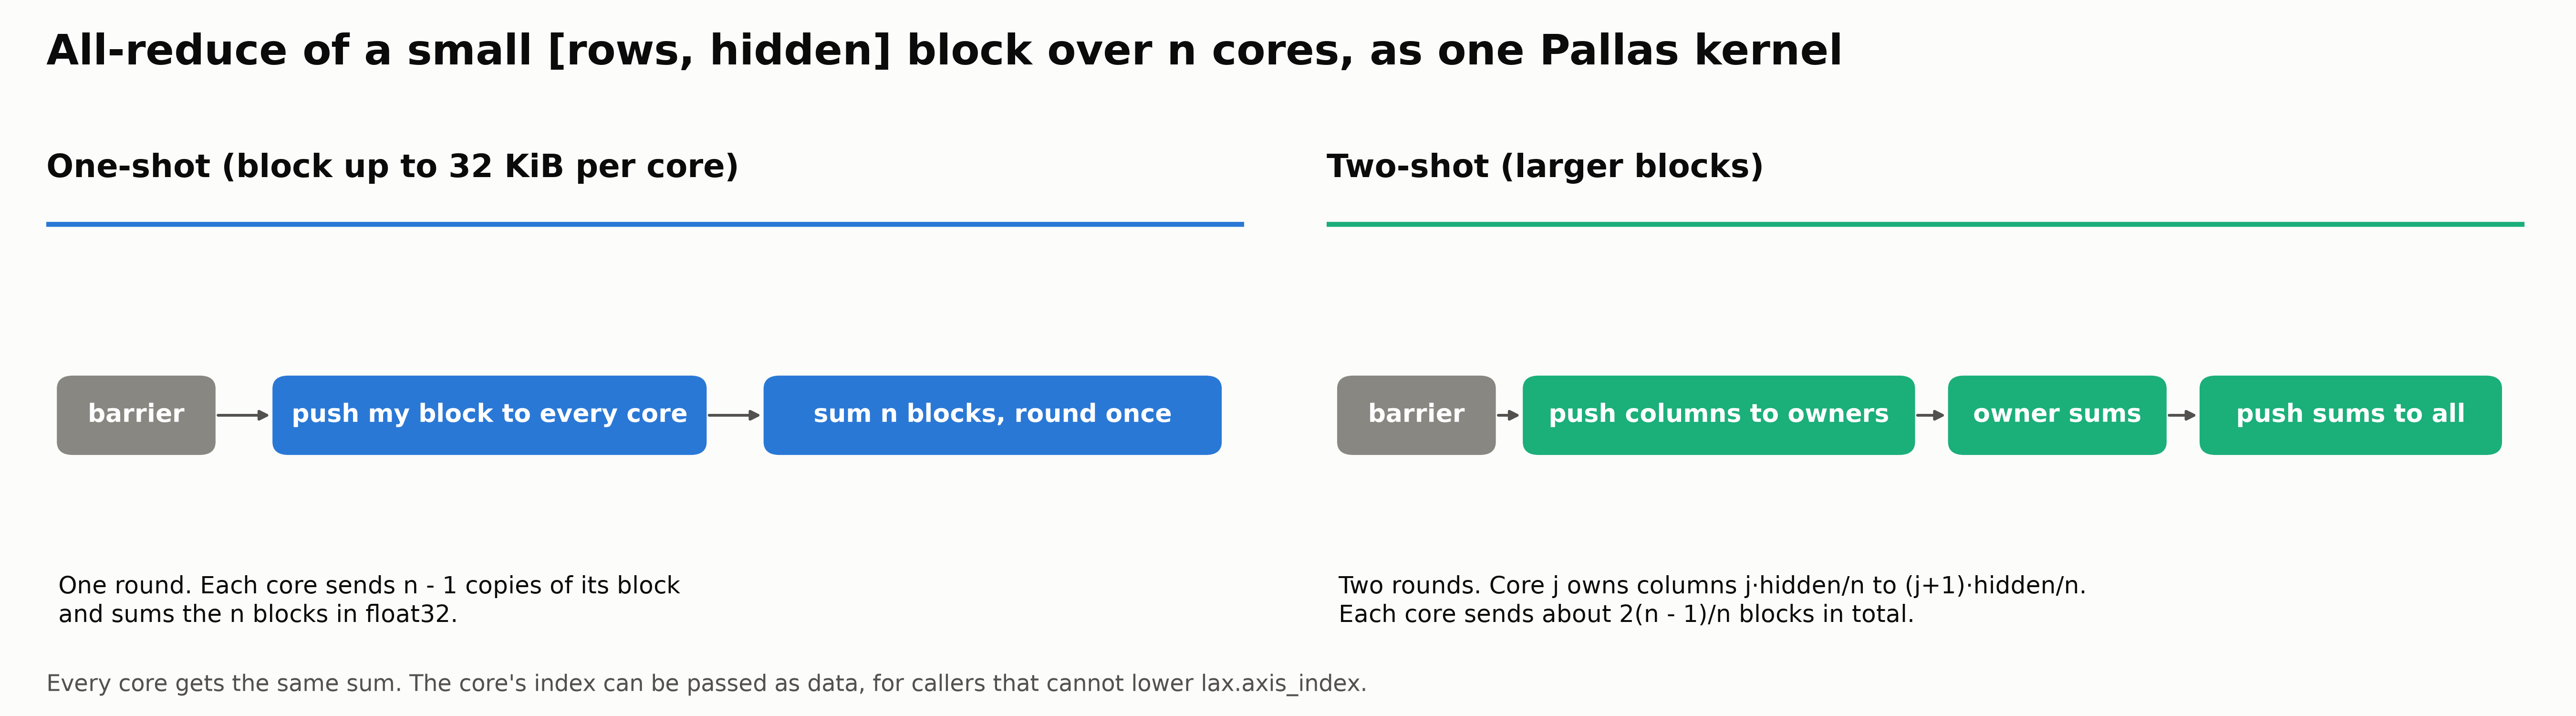 All-reduce of a small [rows, hidden] block over n cores, as one Pallas kernel
One-shot (block up to 32 KiB per core)
barrier
push my block to every core
sum n blocks, round once
One round. Each core sends n - 1 copies of its block
and sums the n blocks in float32.
Two-shot (larger blocks)
barrier
push columns to owners
owner sums
push sums to all
Two rounds. Core j owns columns j·hidden/n to (j+1)·hidden/n.
Each core sends about 2(n - 1)/n blocks in total.
Every core gets the same sum. The core's index can be passed as data, for callers that cannot lower lax.axis_index.